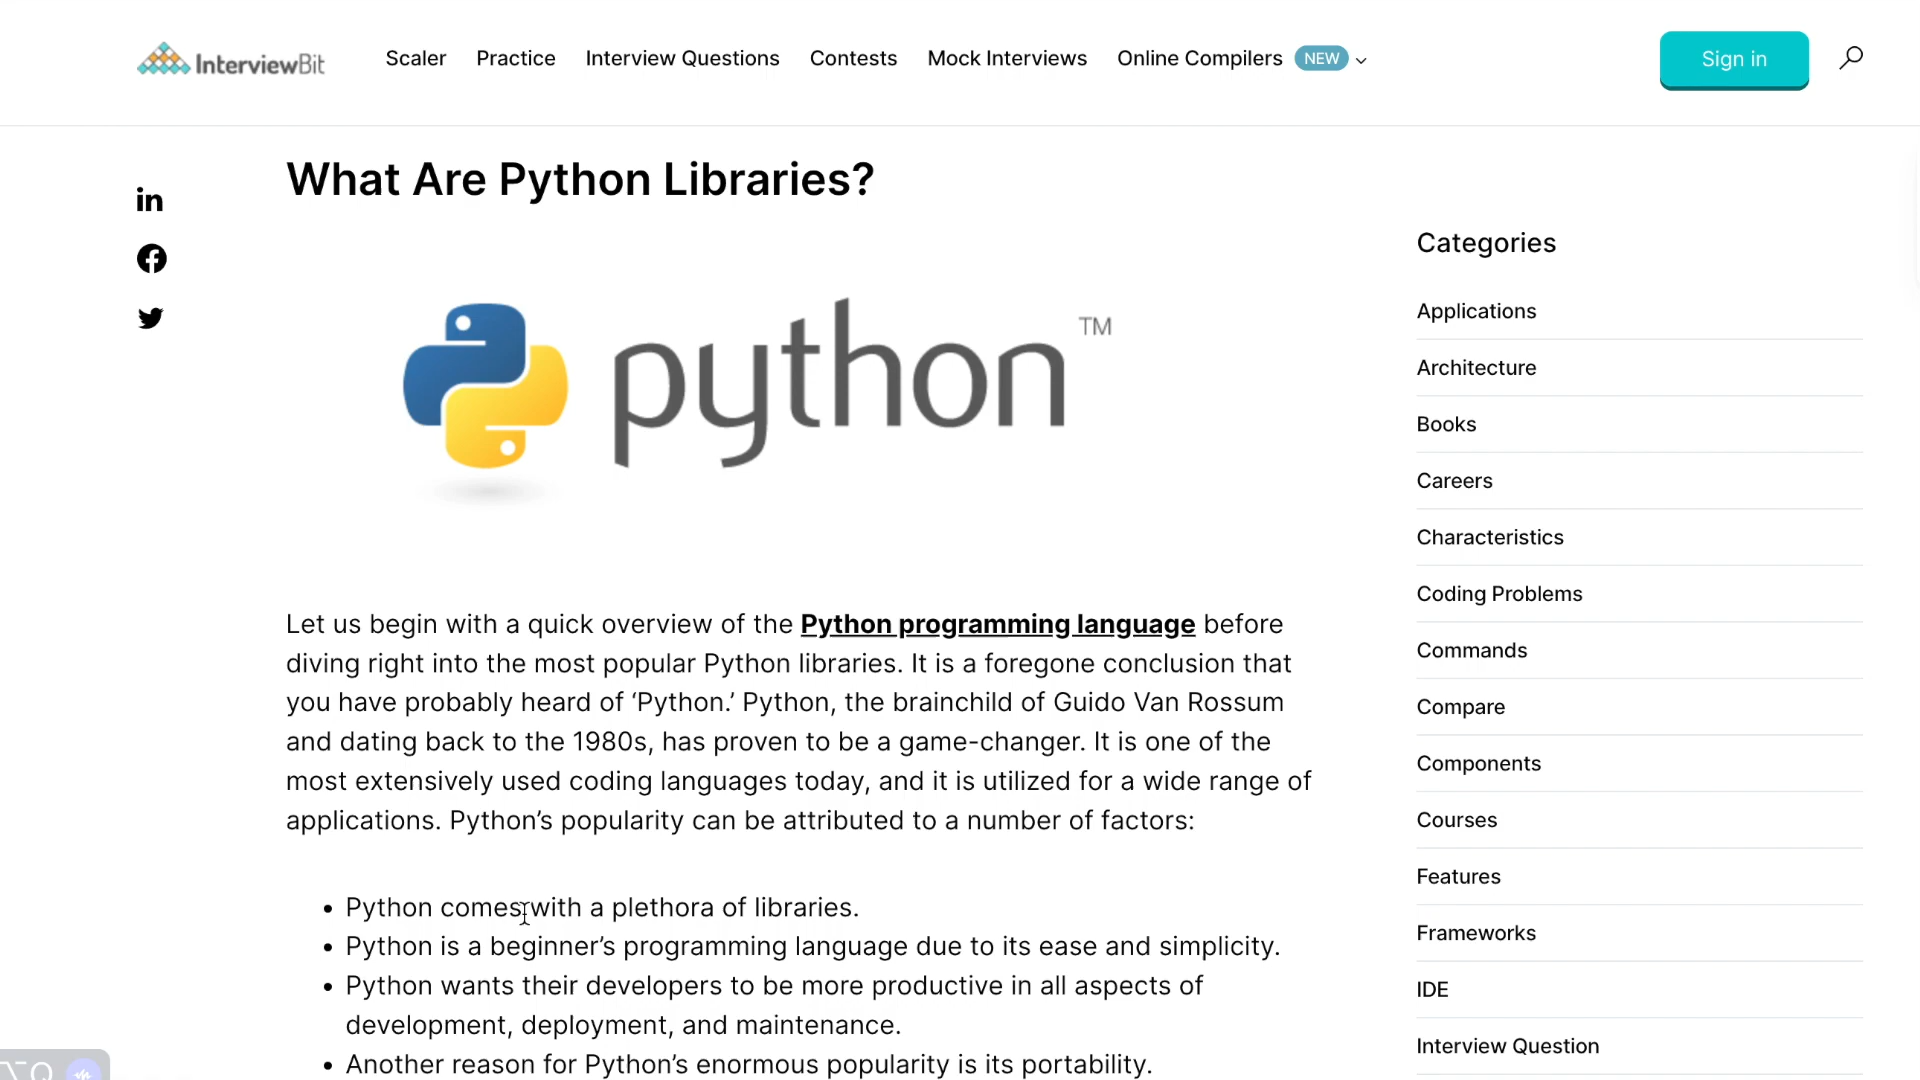 InterviewBit
Scaler
Practice
Interview Questions
Contests
Mock Interviews
Online Compilers
NEW
Sign in
What Are Python Libraries?
python
TM
Let us begin with a quick overview of the Python programming language before
diving right into the most popular Python libraries. It is a foregone conclusion that
you have probably heard of ‘Python.’ Python, the brainchild of Guido Van Rossum
and dating back to the 1980s, has proven to be a game-changer. It is one of the
most extensively used coding languages today, and it is utilized for a wide range of
applications. Python’s popularity can be attributed to a number of factors:
• Python comes with a plethora of libraries.
• Python is a beginner’s programming language due to its ease and simplicity.
• Python wants their developers to be more productive in all aspects of
development, deployment, and maintenance.
• Another reason for Python’s enormous popularity is its portability.
Categories
Applications
Architecture
Books
Careers
Characteristics
Coding Problems
Commands
Compare
Components
Courses
Features
Frameworks
IDE
Interview Question